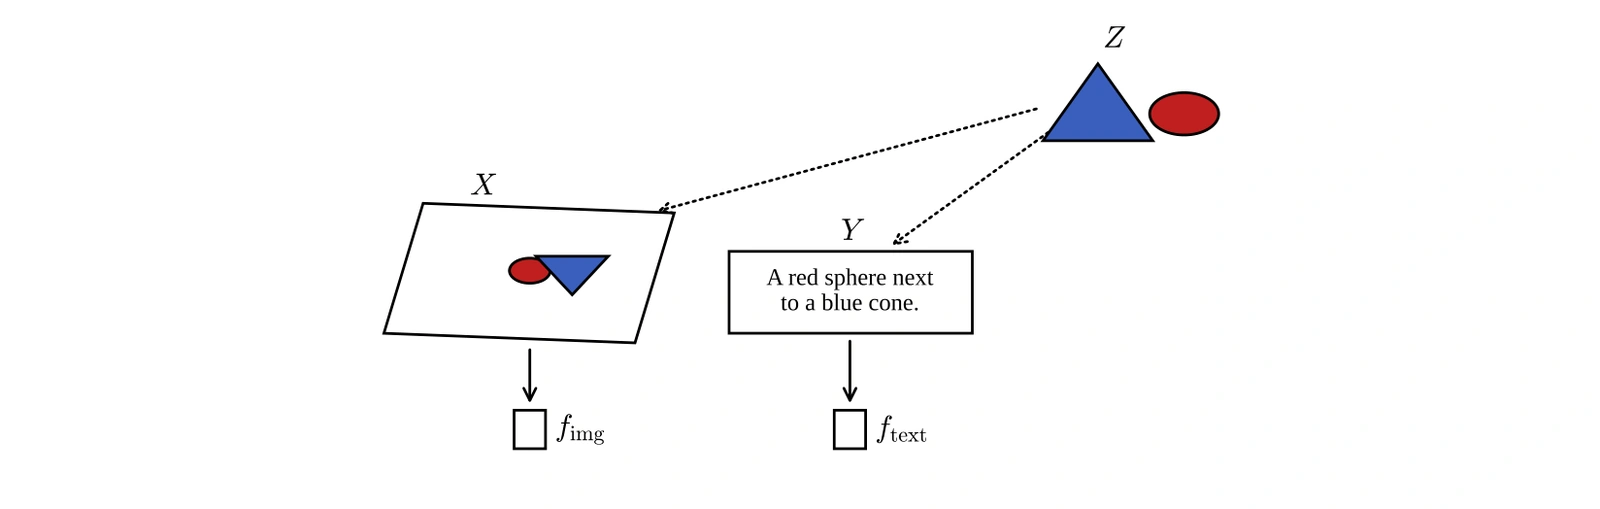 Z
X
Y
A red sphere next
to a blue cone.
f_img
f_text